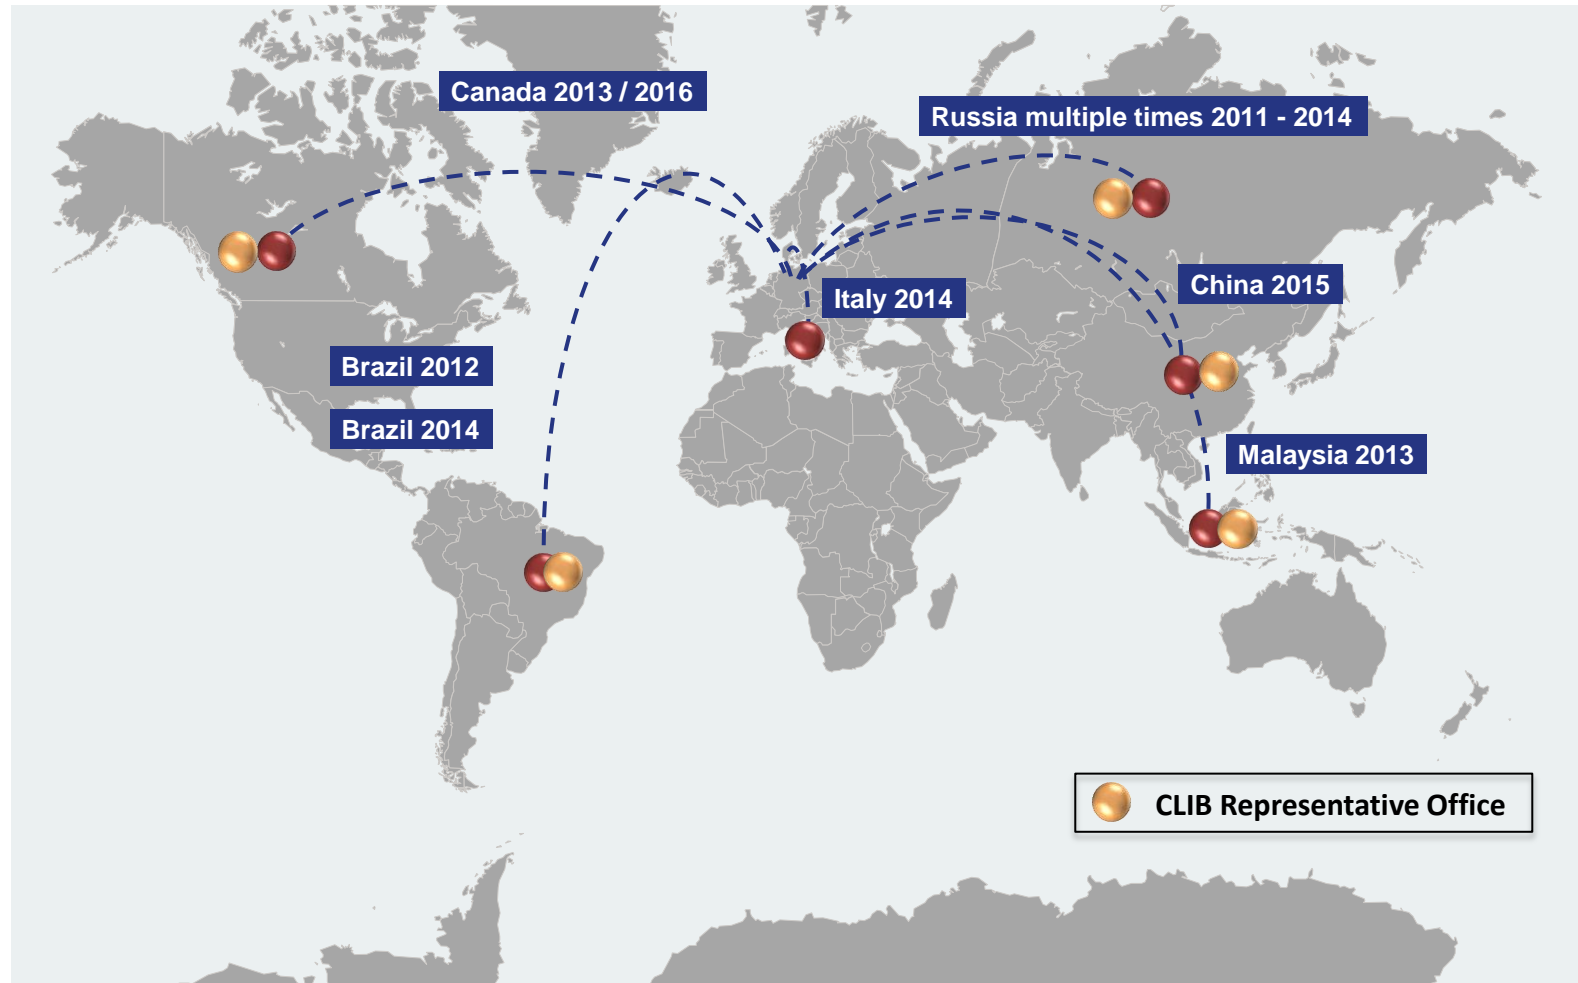 Canada 2013 / 2016
Russia multiple times 2011 - 2014
China 2015
Italy 2014
Brazil 2012
Brazil 2014
Malaysia 2013
CLIB Representative Office